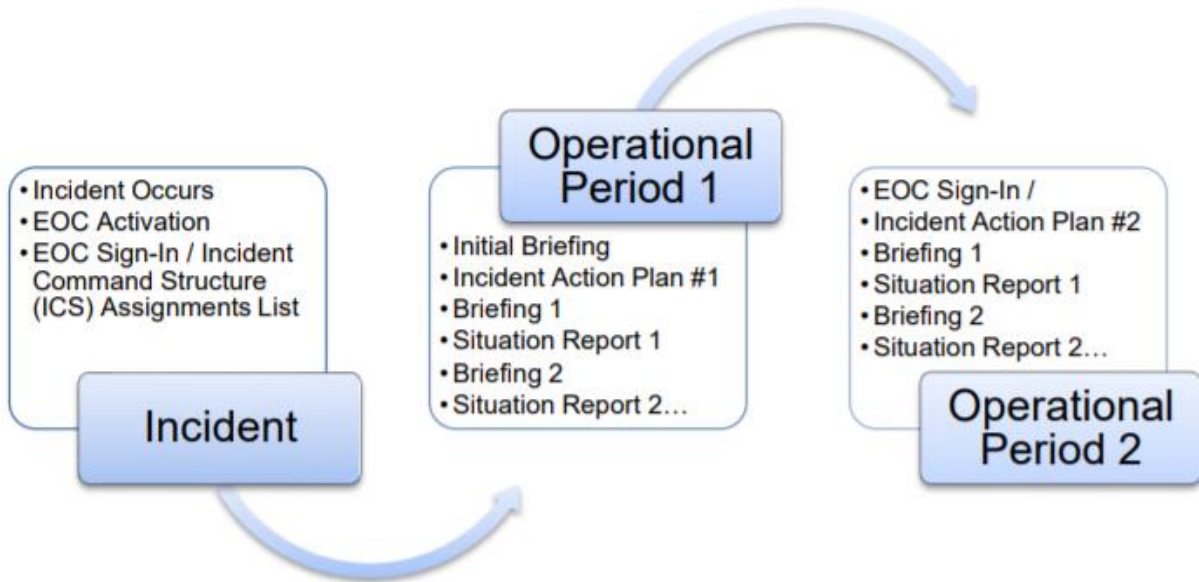 • Incident Occurs
• EOC Activation
• EOC Sign-In / Incident
Command Structure
(ICS) Assignments List
Incident
Operational
Period 1
• Initial Briefing
• Incident Action Plan #1
• Briefing 1
• Situation Report 1
• Briefing 2
• Situation Report 2…
• EOC Sign-In /
• Incident Action Plan #2
• Briefing 1
• Situation Report 1
• Briefing 2
• Situation Report 2…
Operational
Period 2